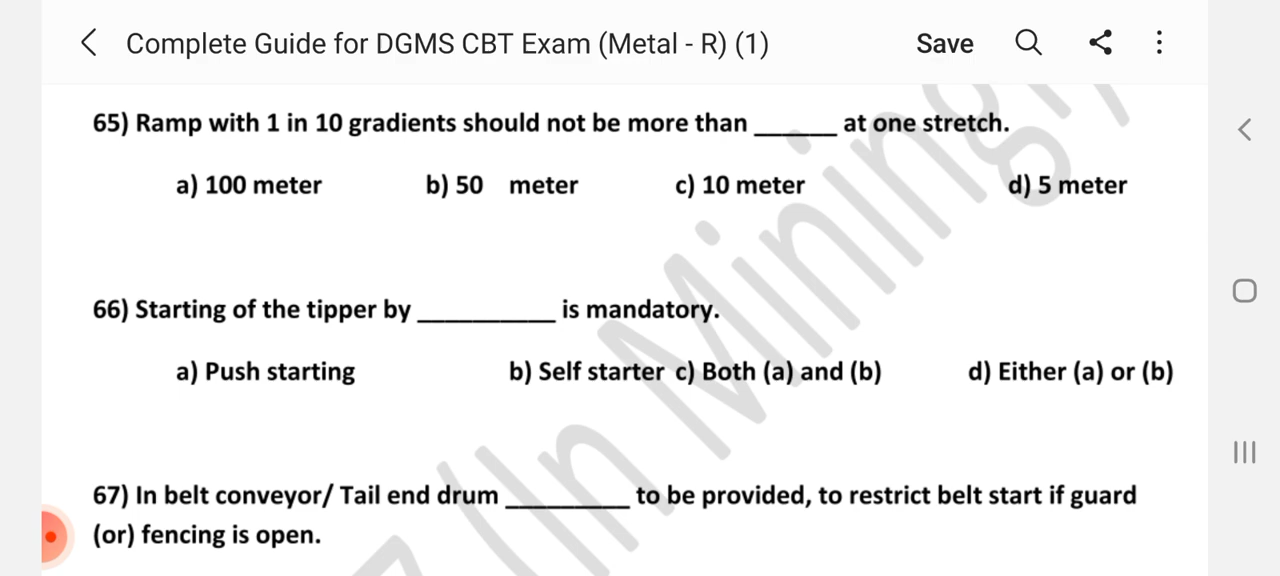 Complete Guide for DGMS CBT Exam (Metal - R) (1) Save
65) Ramp with 1 in 10 gradients should not be more than ______ at one stretch.
a) 100 meter b) 50 meter c) 10 meter d) 5 meter
66) Starting of the tipper by __________ is mandatory.
a) Push starting b) Self starter c) Both (a) and (b) d) Either (a) or (b)
67) In belt conveyor/ Tail end drum _________ to be provided, to restrict belt start if guard
(or) fencing is open.
In Mining